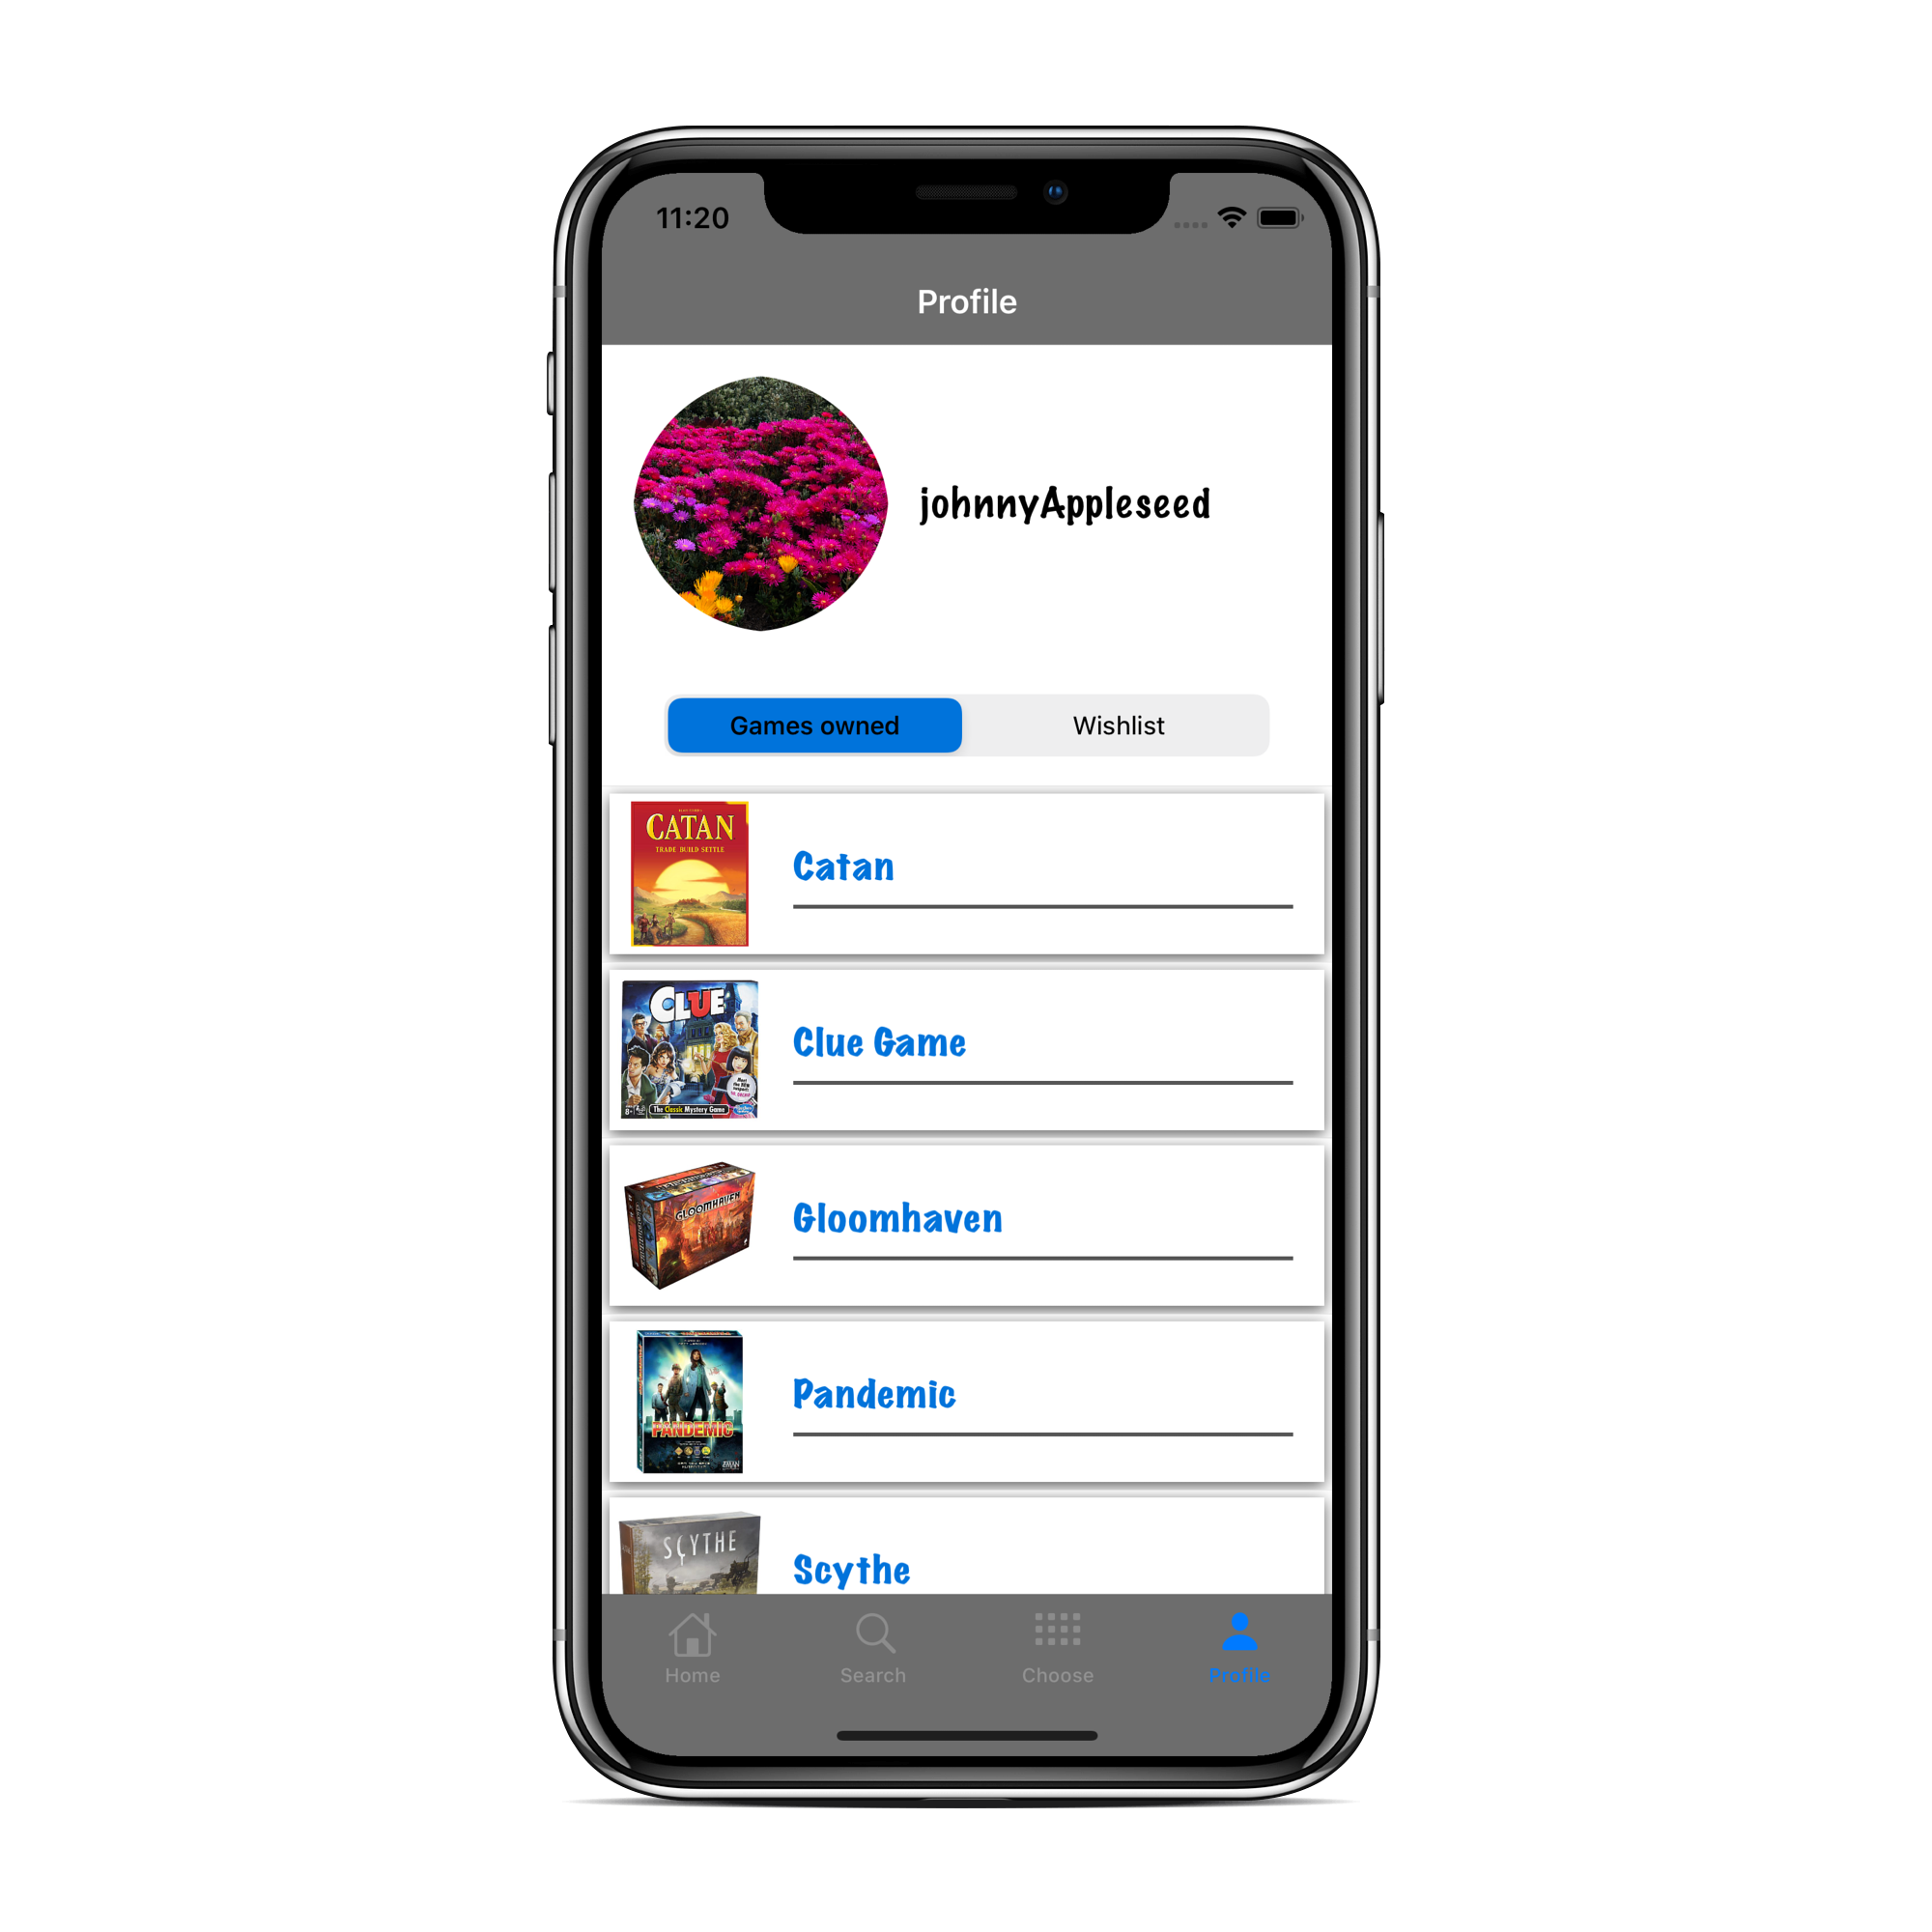 11:20
Profile
johnnyAppleseed
Games owned
Wishlist
CATAN
TRADE BUILD SETTLE
Catan
CLUE
8+
The Classic Mystery Game
Clue Game
GLOOMHAVEN
Gloomhaven
PANDEMIC
Pandemic
SCYTHE
Scythe
Home
Search
Choose
Profile